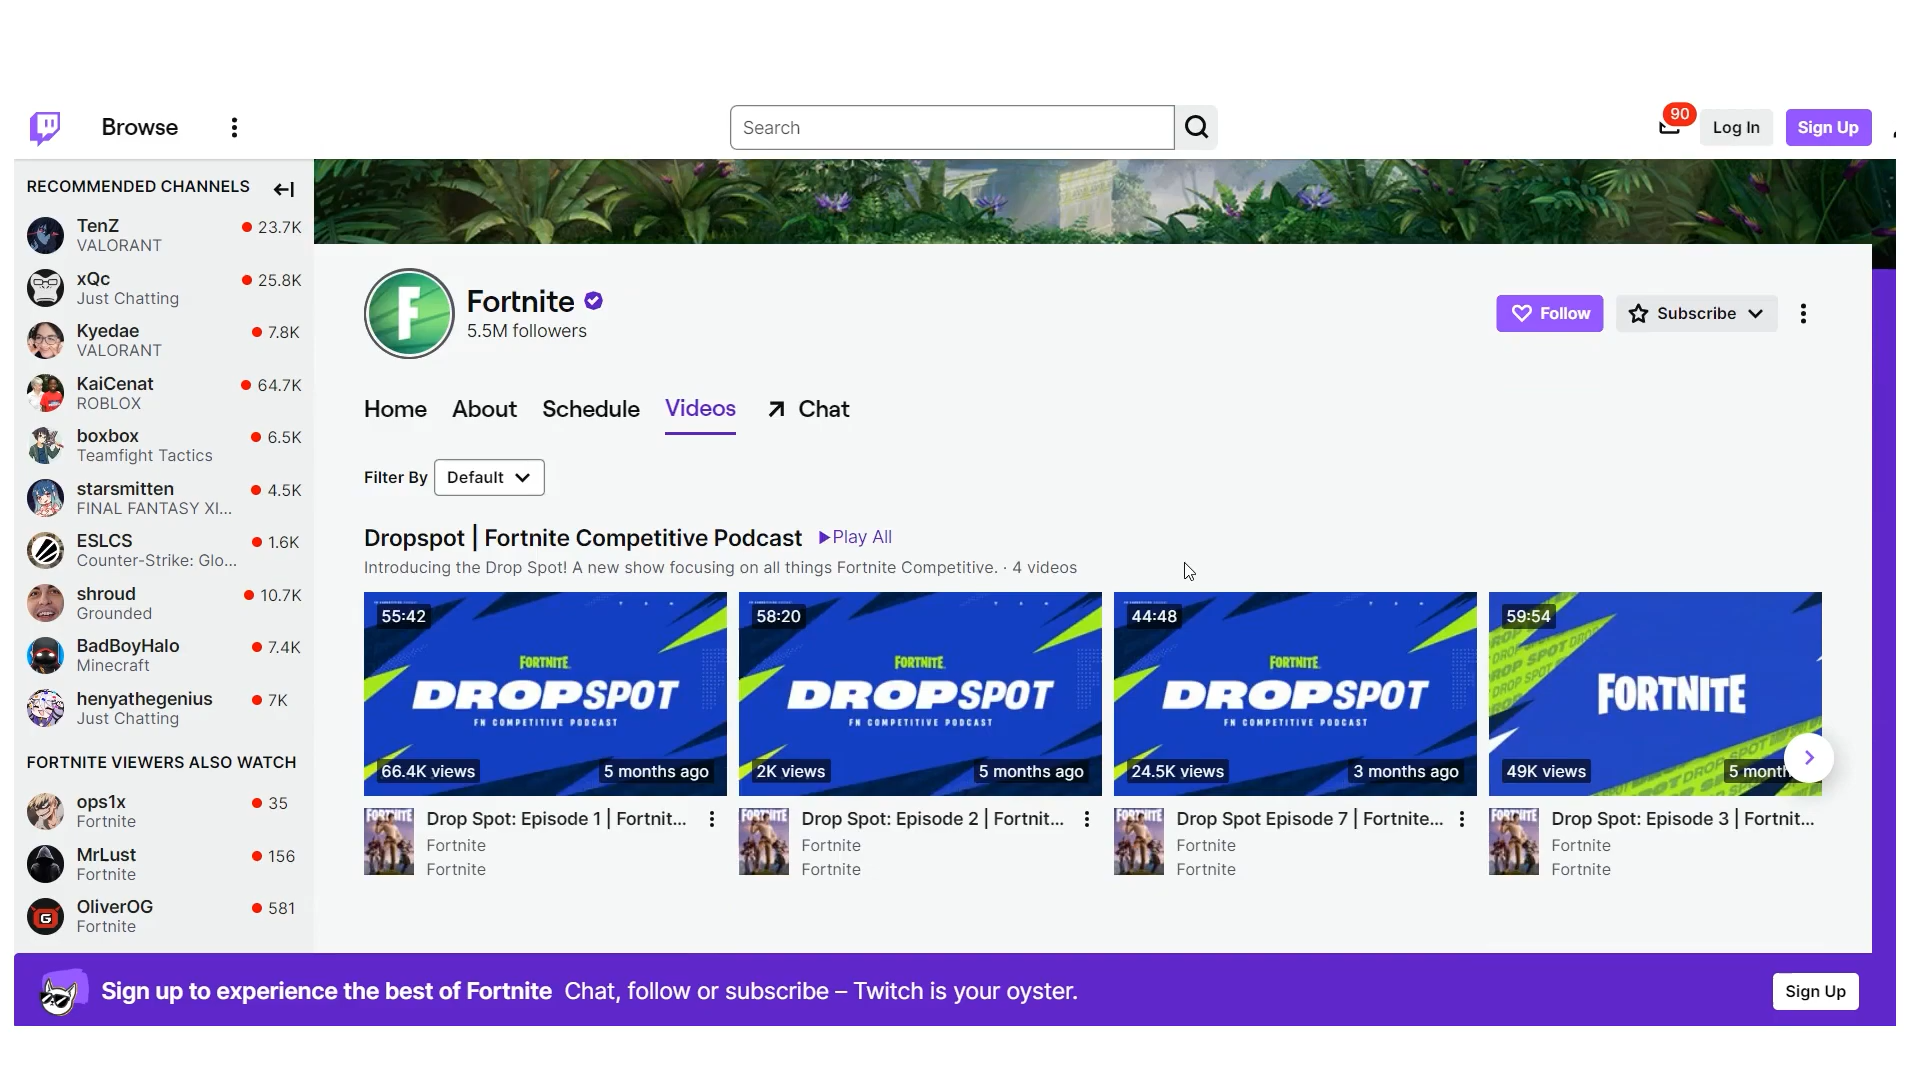 Browse
Search
90
Log In
Sign Up
RECOMMENDED CHANNELS
TenZ
VALORANT
23.7K
xQc
Just Chatting
25.8K
Kyedae
VALORANT
7.8K
KaiCenat
ROBLOX
64.7K
boxbox
Teamfight Tactics
6.5K
starsmitten
FINAL FANTASY XI...
4.5K
ESLCS
Counter-Strike: Glo...
1.6K
shroud
Grounded
10.7K
BadBoyHalo
Minecraft
7.4K
henyathegenius
Just Chatting
7K
FORTNITE VIEWERS ALSO WATCH
ops1x
Fortnite
35
MrLust
Fortnite
156
OliverOG
Fortnite
581
Fortnite
5.5M followers
Follow
Subscribe
Home About Schedule Videos Chat
Filter By Default
Dropspot | Fortnite Competitive Podcast Play All
Introducing the Drop Spot! A new show focusing on all things Fortnite Competitive. · 4 videos
55:42
FORTNITE
DROPSPOT
FN COMPETITIVE PODCAST
66.4K views
5 months ago
Drop Spot: Episode 1 | Fortnit...
Fortnite
Fortnite
58:20
FORTNITE
DROPSPOT
FN COMPETITIVE PODCAST
2K views
5 months ago
Drop Spot: Episode 2 | Fortnit...
Fortnite
Fortnite
44:48
FORTNITE
DROPSPOT
FN COMPETITIVE PODCAST
24.5K views
3 months ago
Drop Spot Episode 7 | Fortnite...
Fortnite
Fortnite
59:54
FORTNITE
49K views
5 month
Drop Spot: Episode 3 | Fortnit...
Fortnite
Fortnite
Sign up to experience the best of Fortnite Chat, follow or subscribe – Twitch is your oyster.
Sign Up